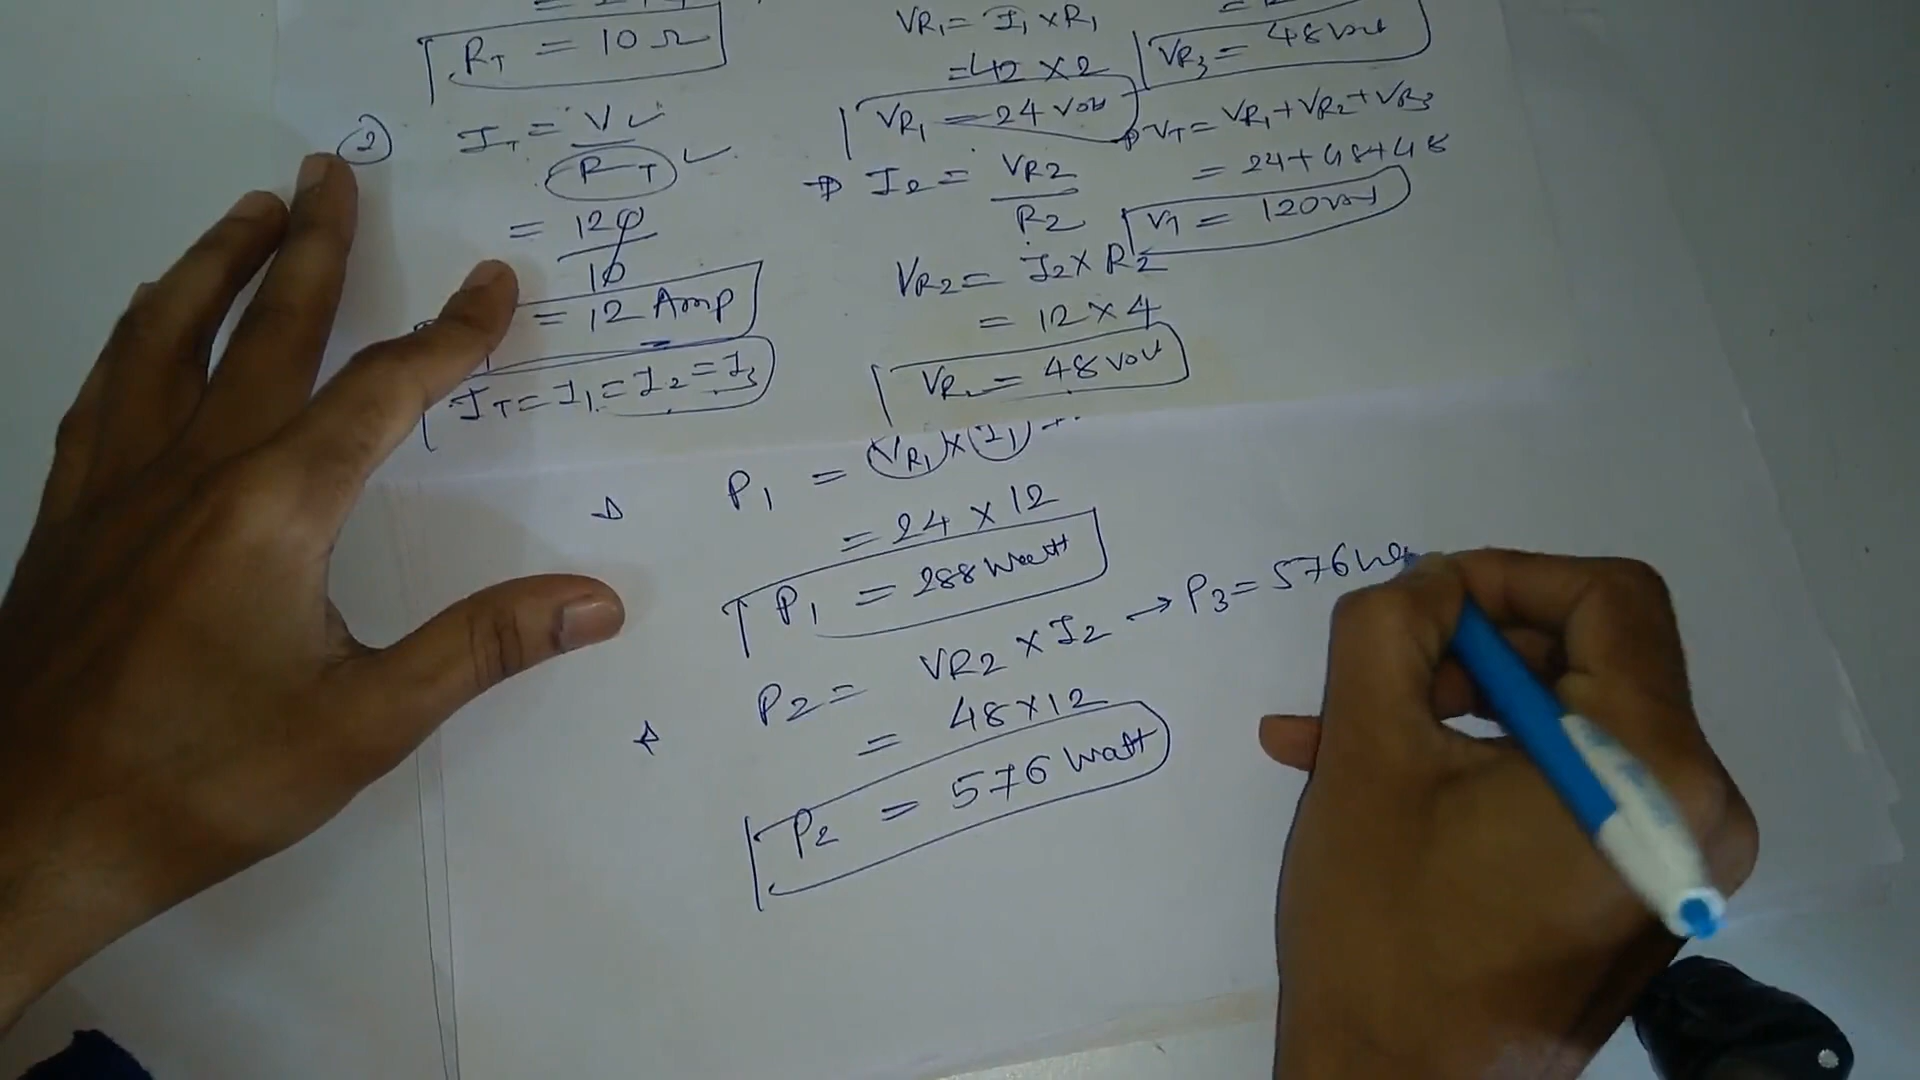 RT = 10 Ω
② IT = V ✓
RT ✓
= 120
10
= 12 Amp
IT = I1 = I2 = I3
VR1 = I1 × R1
= 12 × 2
VR1 = 24 Volt
⇒ I2 = VR2
R2
VR2 = I2 × R2
= 12 × 4
VR2 = 48 Volt
VR3 = 48 Volt
VT = VR1 + VR2 + VR3
= 24 + 48 + 48
VT = 120 Volt
P1 = VR1 × I1
= 24 × 12
P1 = 288 Watt
P2 = VR2 × I2 → P3 = 576 Wa
= 48 × 12
P2 = 576 Watt